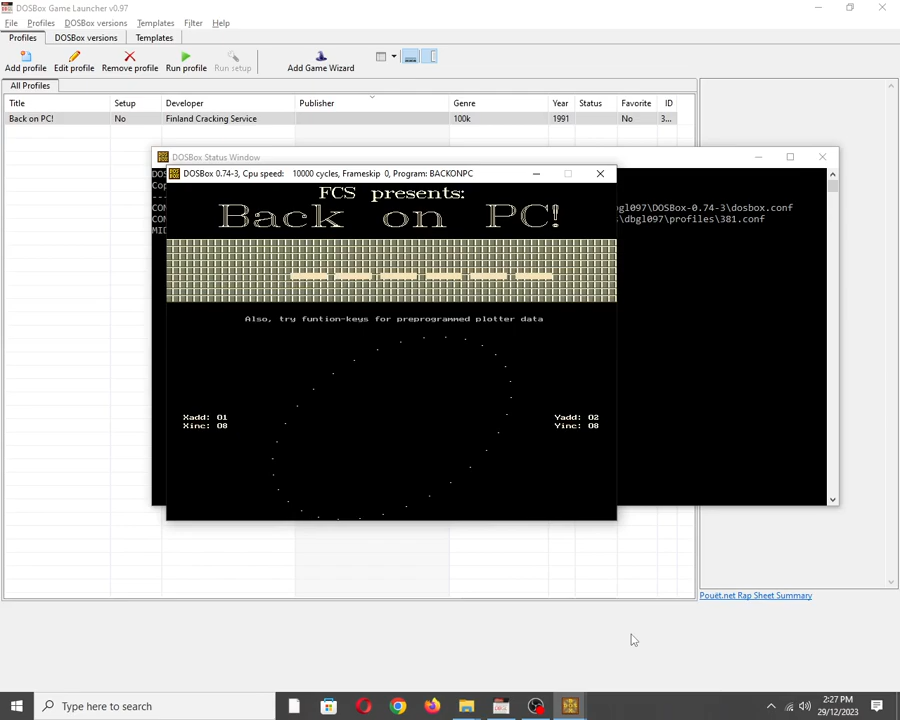 DOSBox Game Launcher v0.97
File Profiles DOSBox versions Templates Filter Help
Profiles DOSBox versions Templates
Add profile Edit profile Remove profile Run profile Run setup Add Game Wizard
All Profiles
Title Setup Developer Publisher Genre Year Status Favorite ID
Back on PC! No Finland Cracking Service 100k 1991 No 3...
DOSBox Status Window
DOSBox 0.74-3, Cpu speed: 10000 cycles, Frameskip 0, Program: BACKONPC
bgl097\DOSBox-0.74-3\dosbox.conf
\dbgl097\profiles\381.conf
FCS presents:
Back on PC!
Also, try funtion-keys for preprogrammed plotter data
Xadd: 01 Yadd: 02
Xinc: 08 Yinc: 08
Pouët.net Rap Sheet Summary
Type here to search
2:27 PM
29/12/2023